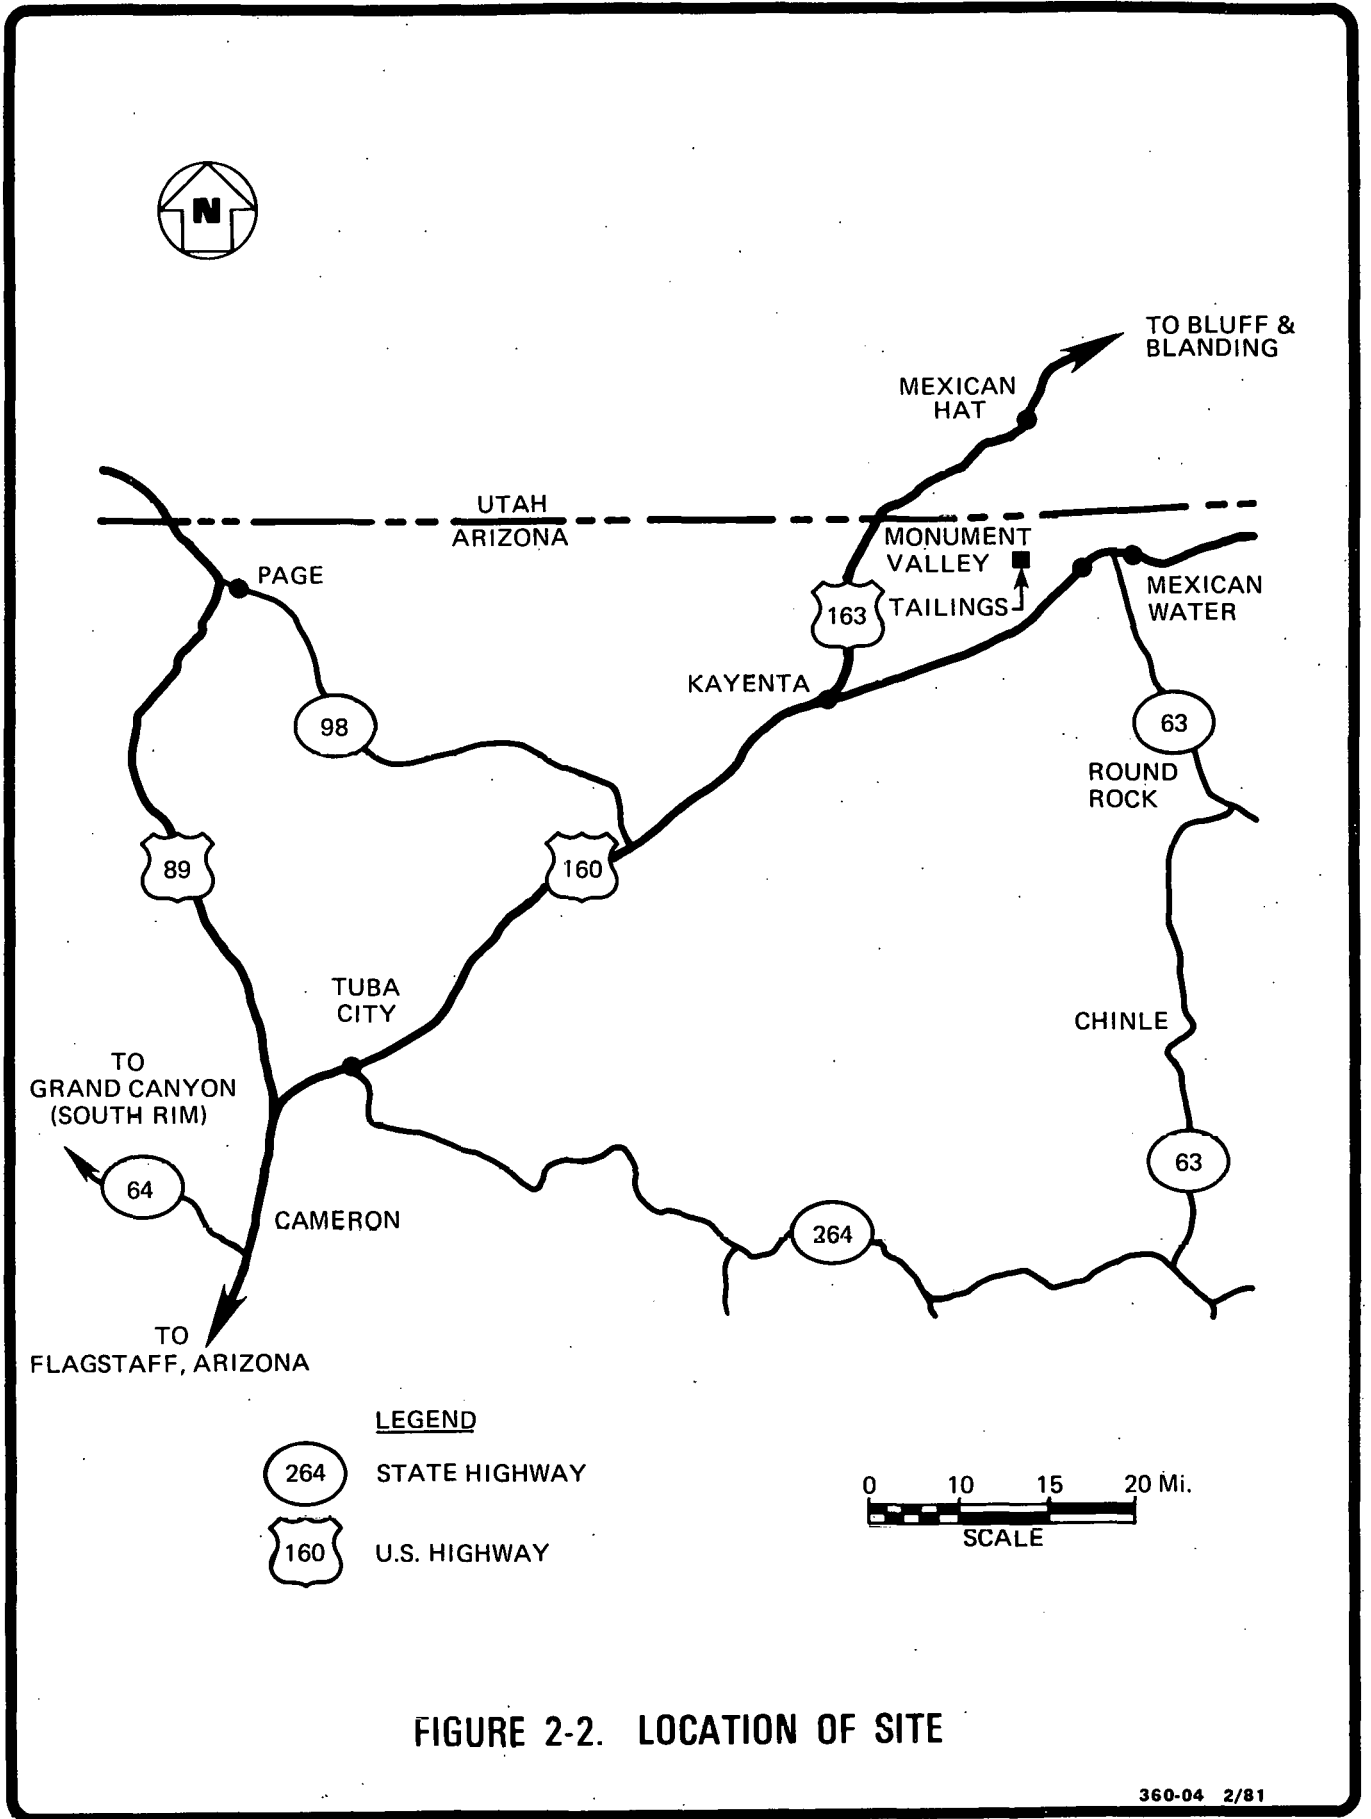 N
TO BLUFF &
BLANDING
MEXICAN
HAT
UTAH
ARIZONA
MONUMENT
VALLEY
PAGE
TAILINGS
MEXICAN
WATER
163
KAYENTA
98
63
ROUND
ROCK
89
160
TUBA
CITY
CHINLE
TO
GRAND CANYON
(SOUTH RIM)
64
63
CAMERON
264
TO
FLAGSTAFF, ARIZONA
LEGEND
264 STATE HIGHWAY
160 U.S. HIGHWAY
0 10 15 20 Mi.
SCALE
FIGURE 2-2. LOCATION OF SITE
360-04 2/81